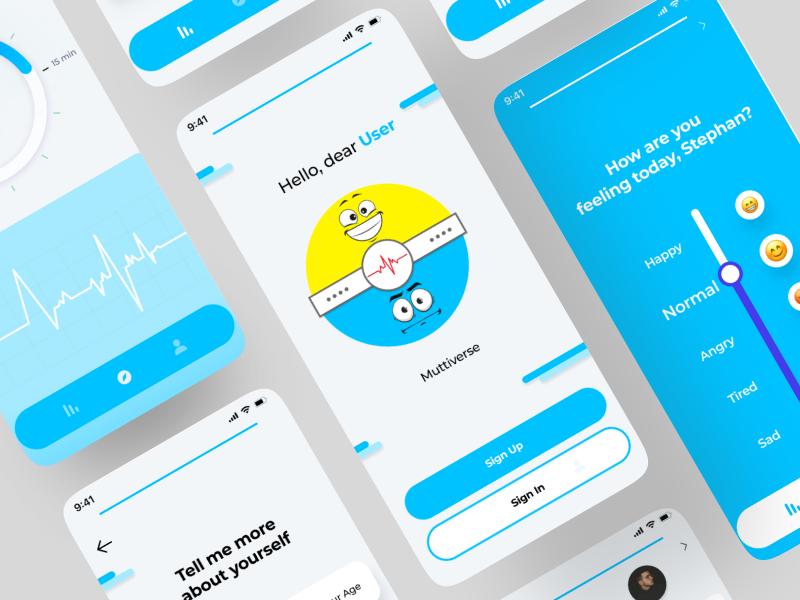 15 min
9:41
Hello, dear User
Muttiverse
Sign Up
Sign In
9:41
How are you
feeling today, Stephan?
Happy
Normal
Angry
Tired
Sad
9:41
Tell me more
about yourself
Age